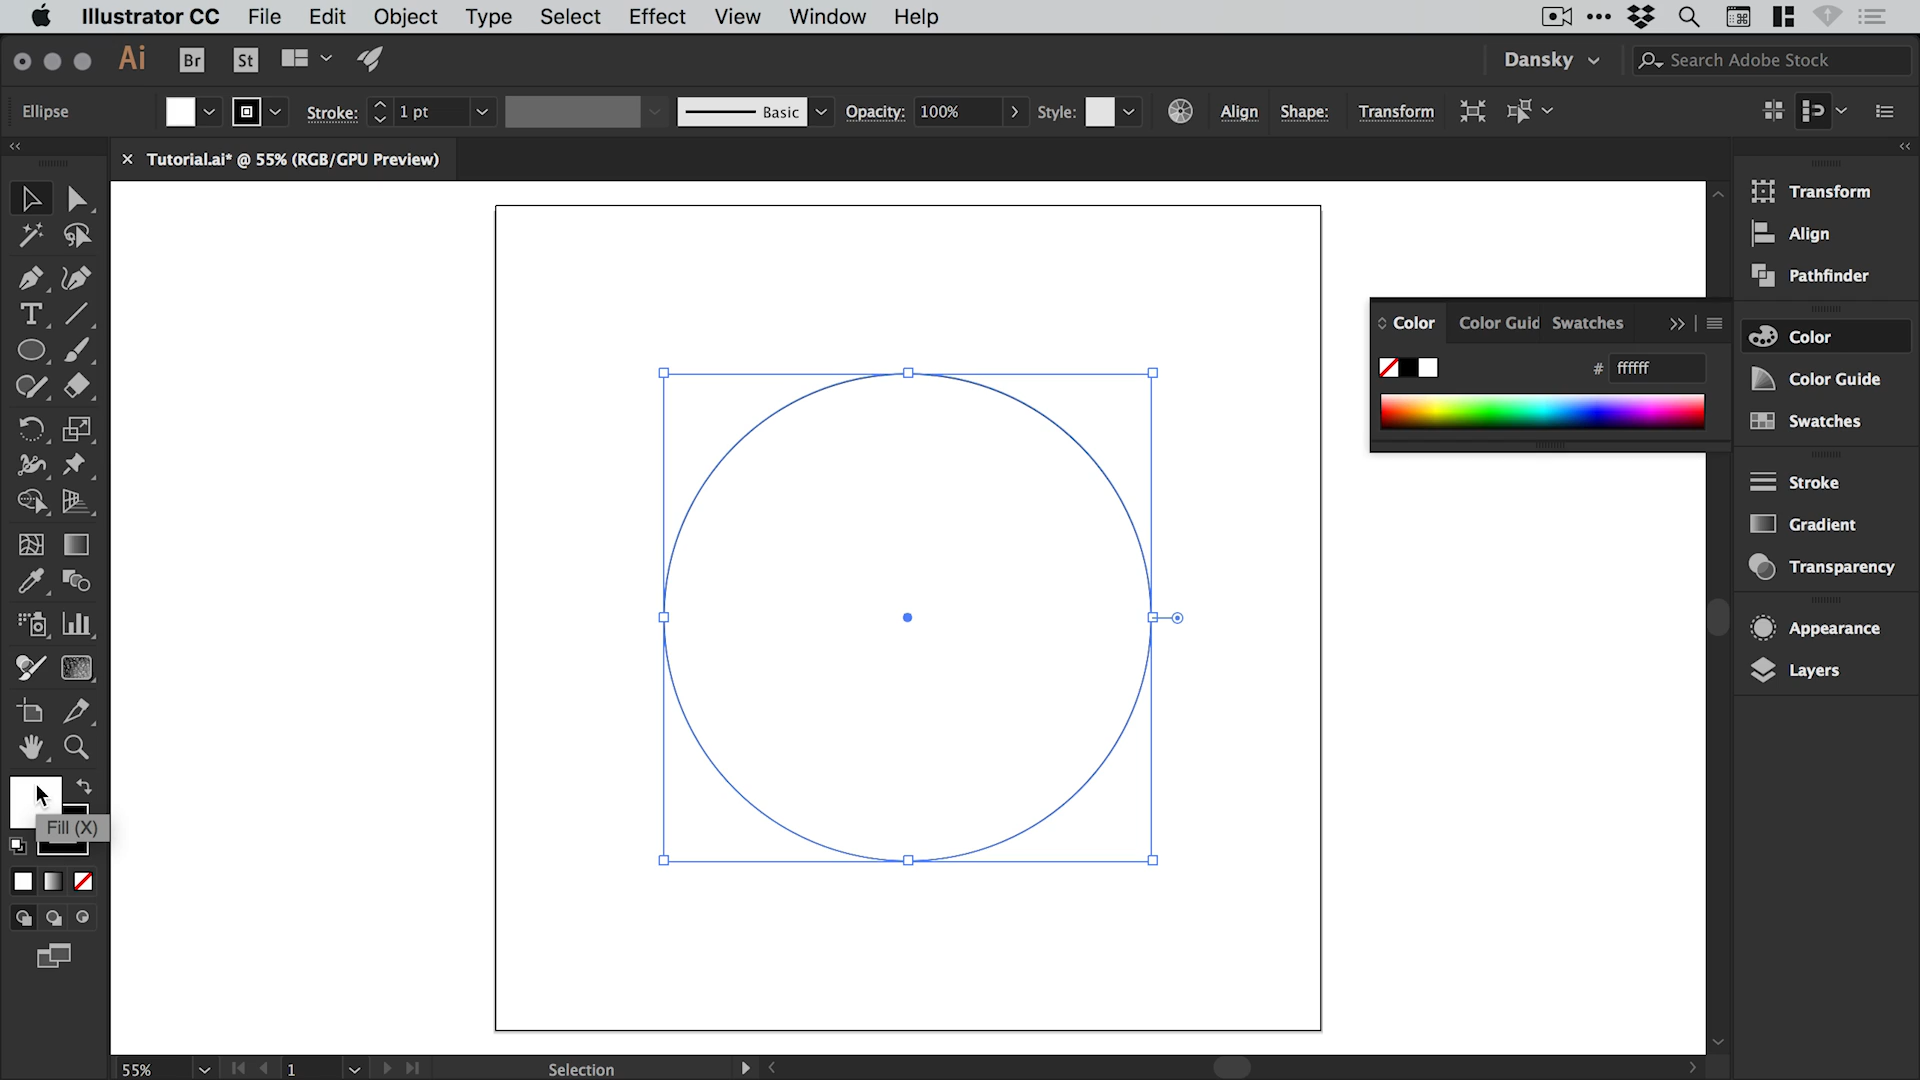 Illustrator CC File Edit Object Type Select Effect View Window Help
Ai Br St Dansky Search Adobe Stock
Ellipse Stroke: 1 pt Basic Opacity: 100% Style: Align Shape: Transform
× Tutorial.ai* @ 55% (RGB/GPU Preview)
Transform
Align
Pathfinder
Color Color Guid Swatches
# ffffff
Color
Color Guide
Swatches
Stroke
Gradient
Transparency
Appearance
Layers
Fill (X)
55% 1 Selection